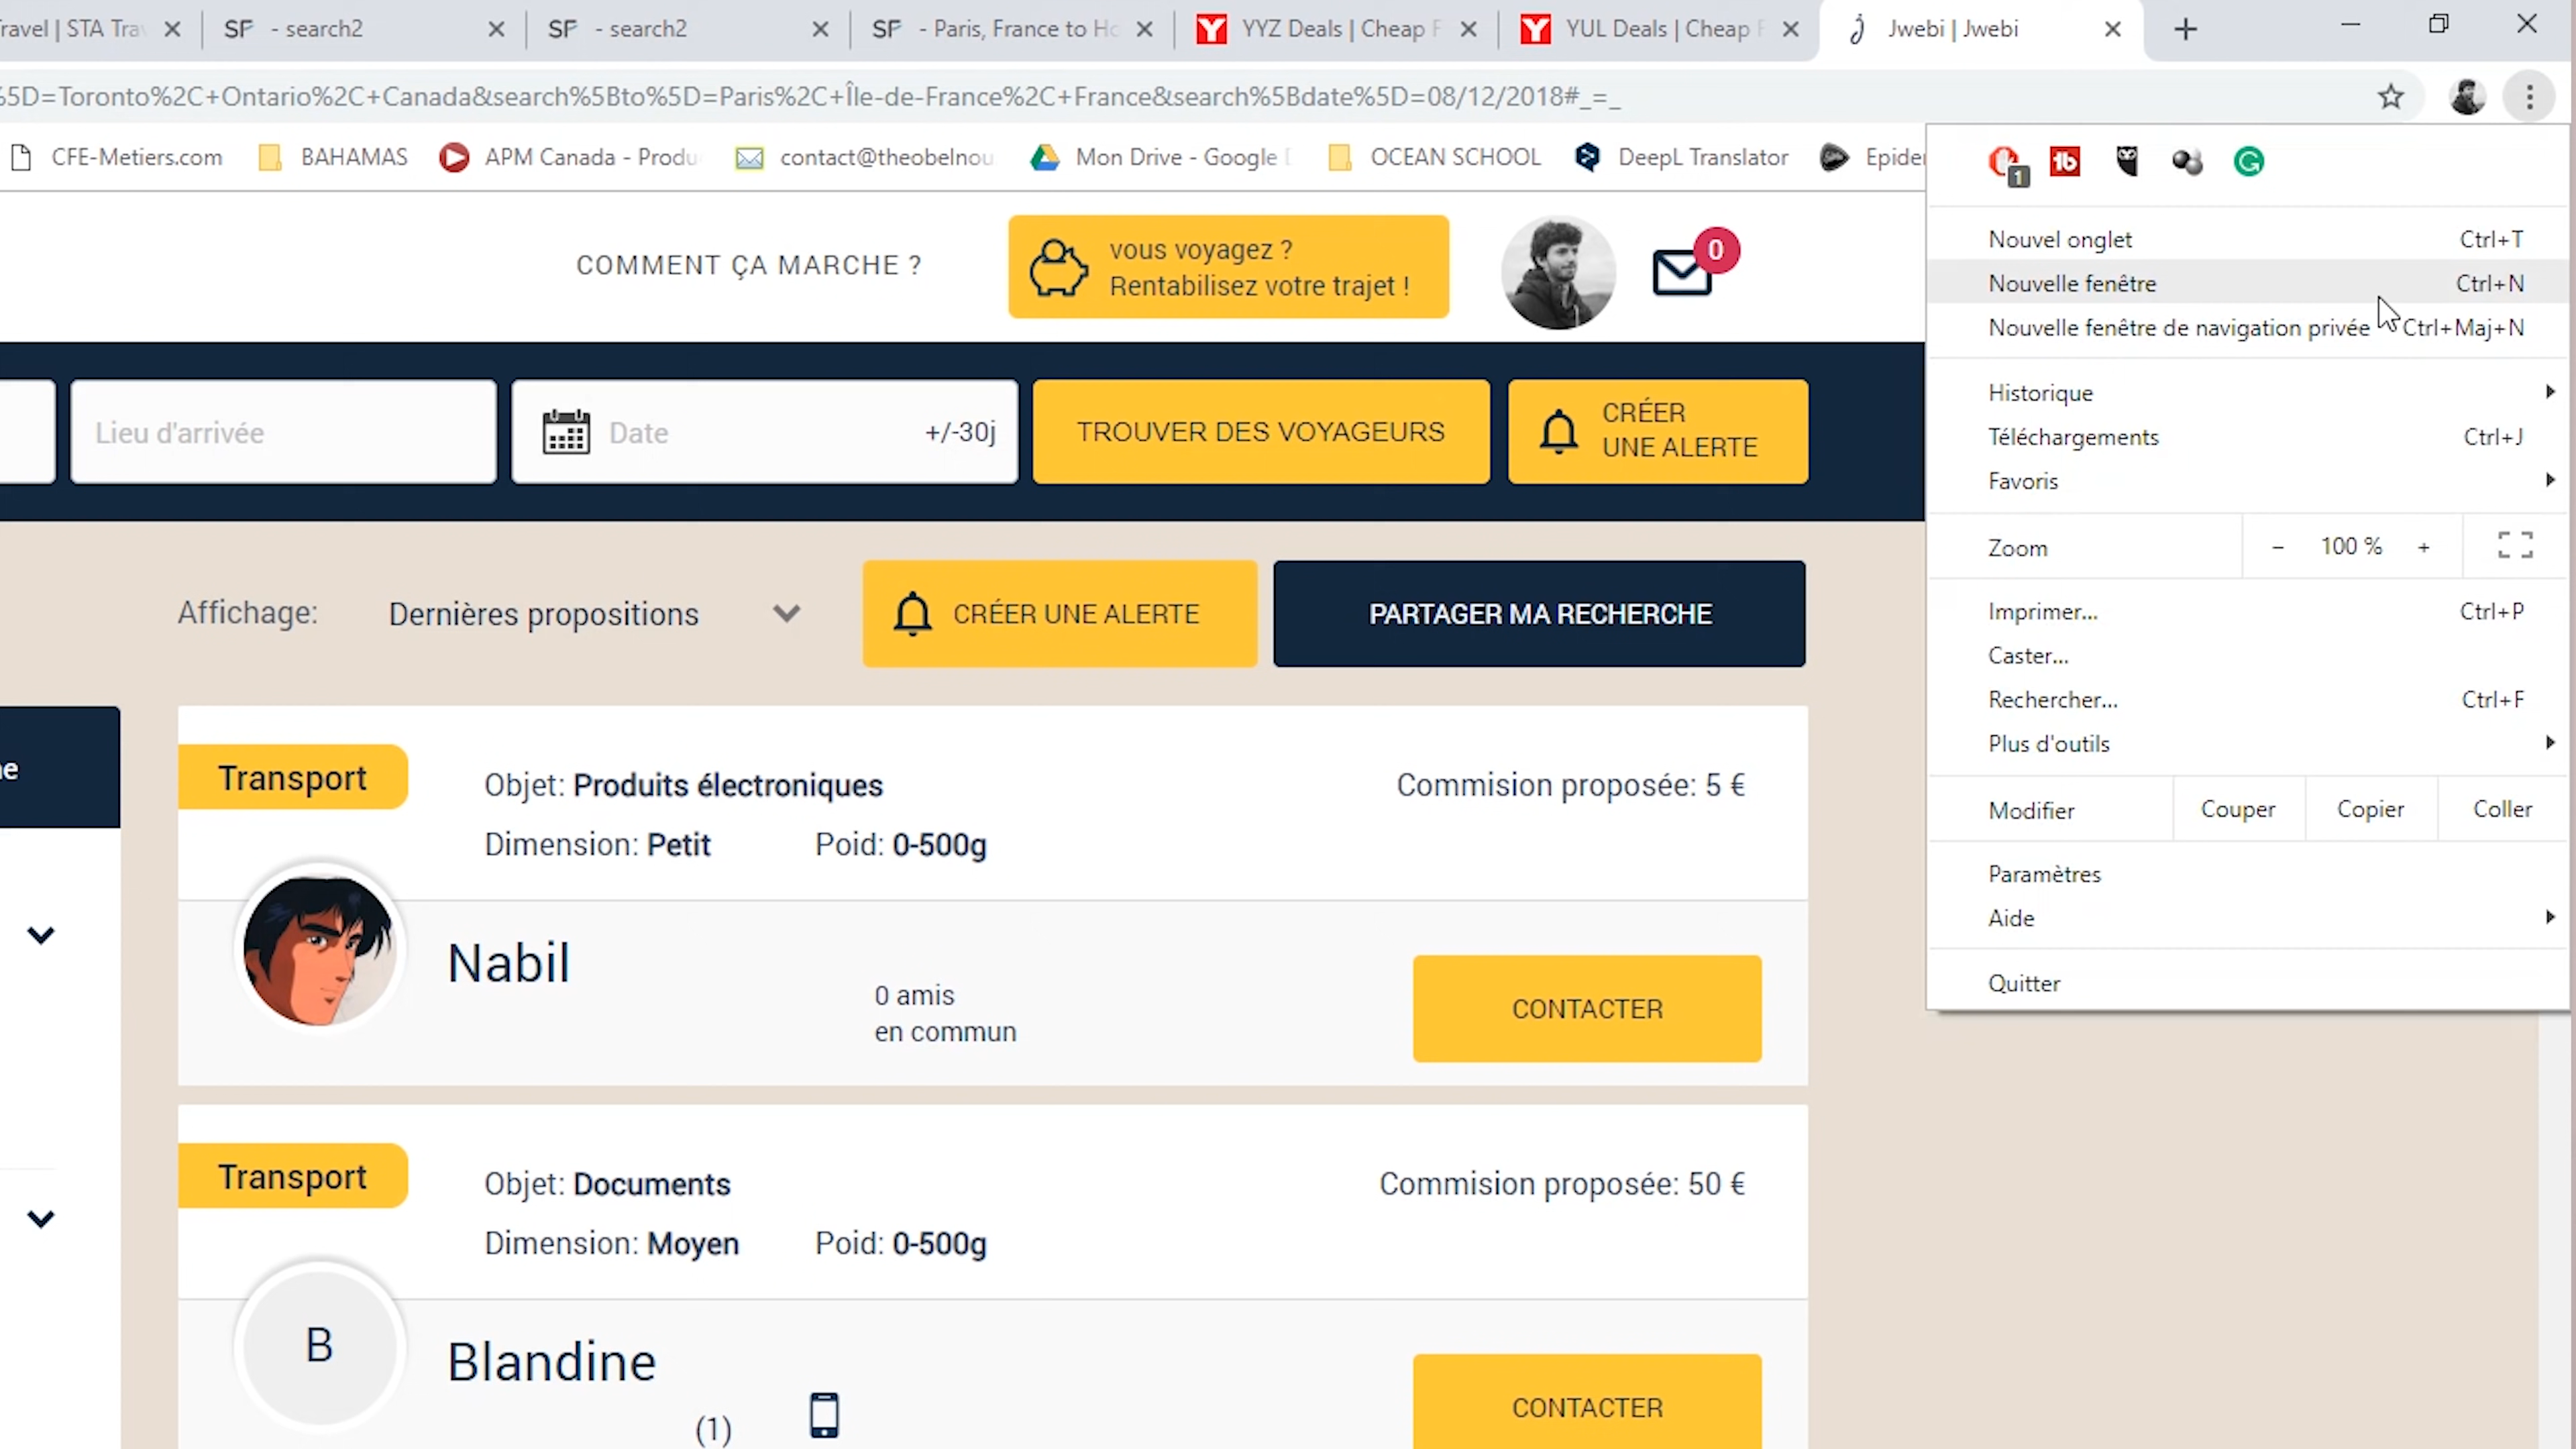 ravel | STA Trav
SF - search2
SF - search2
SF - Paris, France to Ho
YYZ Deals | Cheap F
YUL Deals | Cheap F
Jwebi | Jwebi
%5D=Toronto%2C+Ontario%2C+Canada&search%5Bto%5D=Paris%2C+Île-de-France%2C+France&search%5Bdate%5D=08/12/2018#_=_
CFE-Metiers.com
BAHAMAS
APM Canada - Produ
contact@theobelnou
Mon Drive - Google D
OCEAN SCHOOL
DeepL Translator
Epider
COMMENT ÇA MARCHE ?
vous voyagez ?
Rentabilisez votre trajet !
0
Lieu d'arrivée
Date
+/-30j
TROUVER DES VOYAGEURS
CRÉER
UNE ALERTE
Affichage:
Dernières propositions
CRÉER UNE ALERTE
PARTAGER MA RECHERCHE
Transport
Objet: Produits électroniques
Commision proposée: 5 €
Dimension: Petit
Poid: 0-500g
Nabil
0 amis
en commun
CONTACTER
Transport
Objet: Documents
Commision proposée: 50 €
Dimension: Moyen
Poid: 0-500g
B
Blandine
(1)
CONTACTER
1
Nouvel onglet Ctrl+T
Nouvelle fenêtre Ctrl+N
Nouvelle fenêtre de navigation privée Ctrl+Maj+N
Historique
Téléchargements Ctrl+J
Favoris
Zoom - 100 % +
Imprimer... Ctrl+P
Caster...
Rechercher... Ctrl+F
Plus d'outils
Modifier Couper Copier Coller
Paramètres
Aide
Quitter